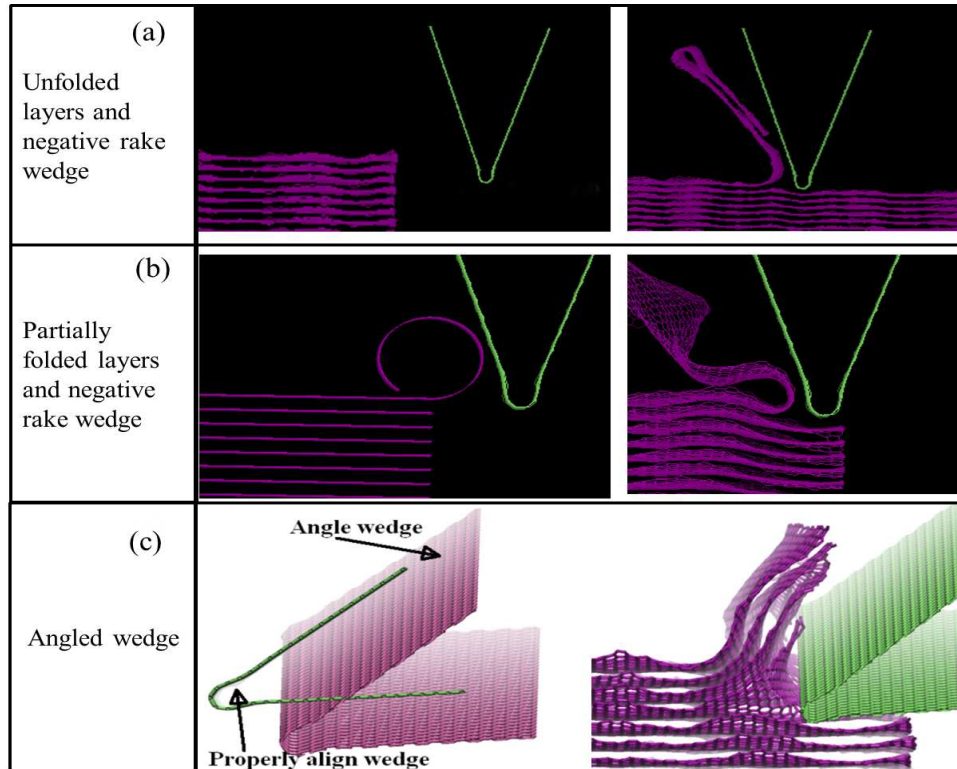 (a)
Unfolded
layers and
negative rake
wedge
(b)
Partially
folded layers
and negative
rake wedge
(c)
Angled wedge
Angle wedge
Properly align wedge